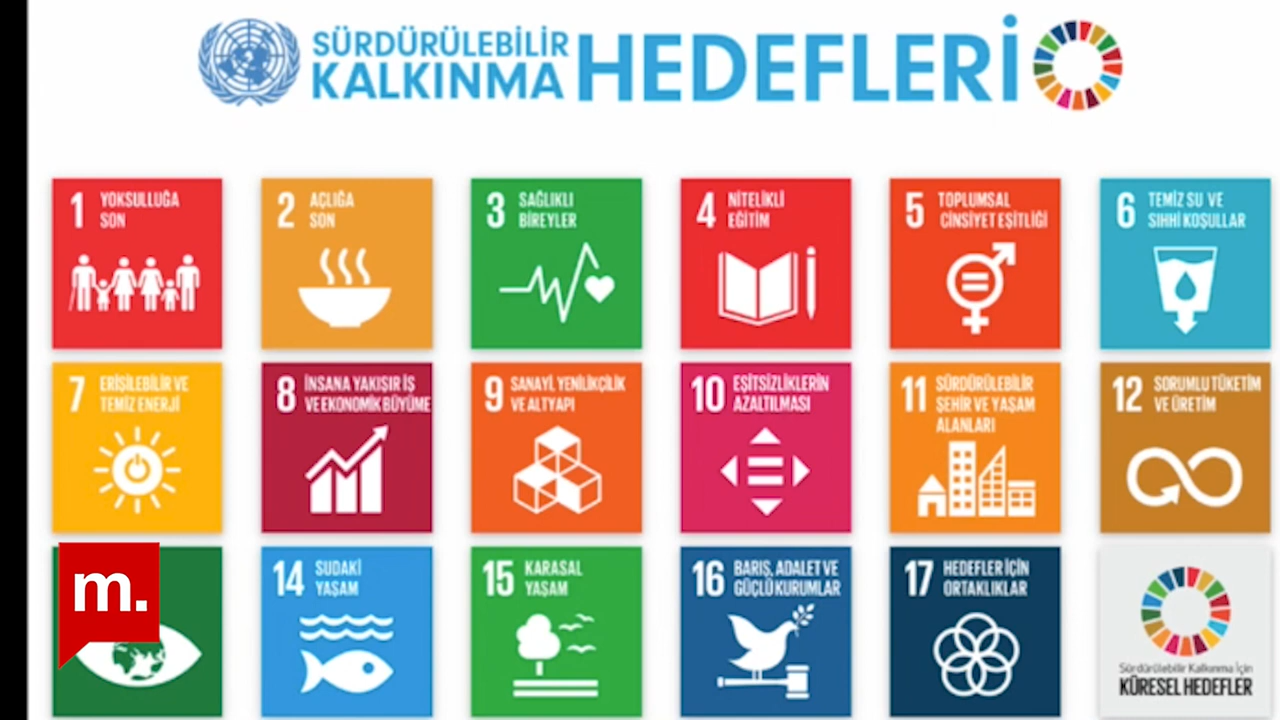 SÜRDÜRÜLEBİLİR
KALKINMA
HEDEFLERİ
1 YOKSULLUĞA
SON
2 AÇLIĞA
SON
3 SAĞLIKLI
BİREYLER
4 NİTELİKLİ
EĞİTİM
5 TOPLUMSAL
CİNSİYET EŞİTLİĞİ
6 TEMİZ SU VE
SIHHİ KOŞULLAR
7 ERİŞİLEBİLİR VE
TEMİZ ENERJİ
8 İNSANA YAKIŞIR İŞ
VE EKONOMİK BÜYÜME
9 SANAYİ, YENİLİKÇİLİK
VE ALTYAPI
10 EŞİTSİZLİKLERİN
AZALTILMASI
11 SÜRDÜRÜLEBİLİR
ŞEHİR VE YAŞAM
ALANLARI
12 SORUMLU TÜKETİM
VE ÜRETİM
m.
14 SUDAKİ
YAŞAM
15 KARASAL
YAŞAM
16 BARIŞ, ADALET VE
GÜÇLÜ KURUMLAR
17 HEDEFLER İÇİN
ORTAKLIKLAR
Sürdürülebilir Kalkınma İçin
KÜRESEL HEDEFLER